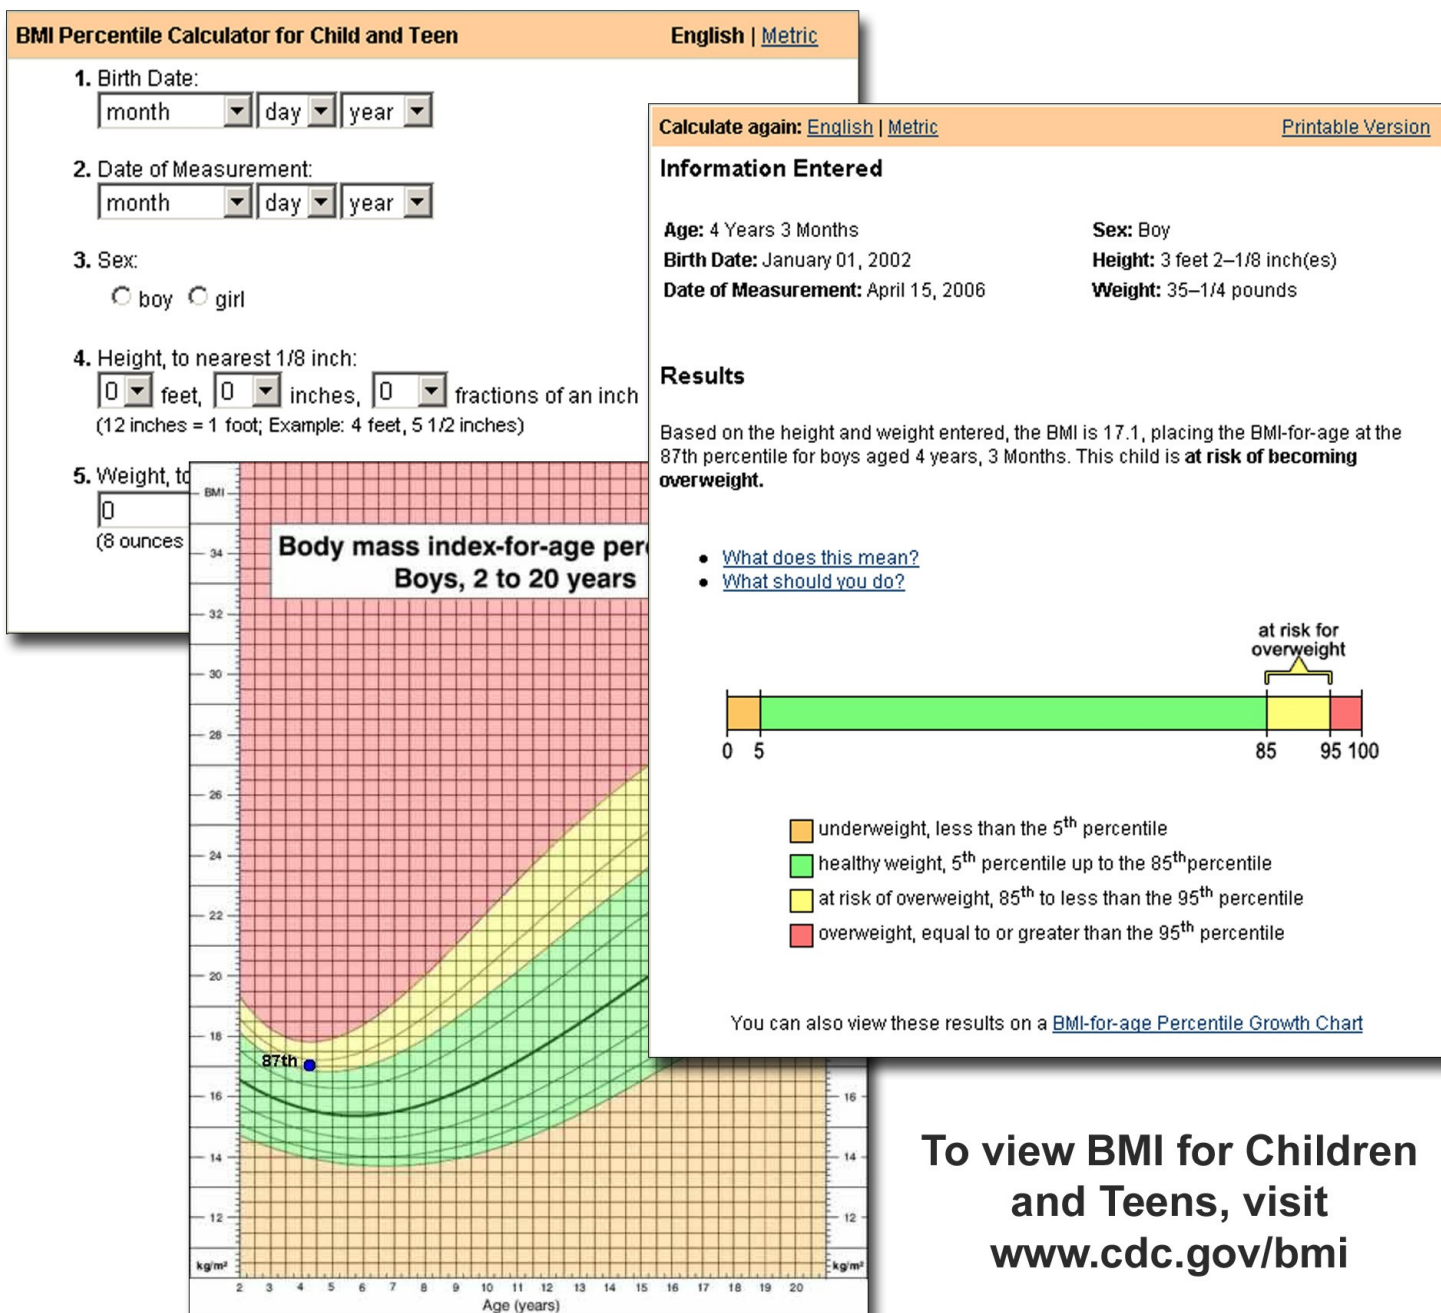 BMI Percentile Calculator for Child and Teen English | Metric
1. Birth Date:
month day year
2. Date of Measurement:
month day year
3. Sex:
boy girl
4. Height, to nearest 1/8 inch:
0 feet, 0 inches, 0 fractions of an inch
(12 inches = 1 foot; Example: 4 feet, 5 1/2 inches)
5. Weight, to
0
(8 ounces
Calculate again: English | Metric Printable Version
Information Entered
Age: 4 Years 3 Months Sex: Boy
Birth Date: January 01, 2002 Height: 3 feet 2–1/8 inch(es)
Date of Measurement: April 15, 2006 Weight: 35–1/4 pounds
Results
Based on the height and weight entered, the BMI is 17.1, placing the BMI-for-age at the
87th percentile for boys aged 4 years, 3 Months. This child is at risk of becoming
overweight.
• What does this mean?
• What should you do?
at risk for
overweight
0 5 85 95 100
underweight, less than the 5th percentile
healthy weight, 5th percentile up to the 85thpercentile
at risk of overweight, 85th to less than the 95th percentile
overweight, equal to or greater than the 95th percentile
You can also view these results on a BMI-for-age Percentile Growth Chart
BMI
Body mass index-for-age per
Boys, 2 to 20 years
34
32
30
28
26
24
22
20
18
87th
16 16
14 14
12 12
kg/m² kg/m²
2 3 4 5 6 7 8 9 10 11 12 13 14 15 16 17 18 19 20
Age (years)
To view BMI for Children
and Teens, visit
www.cdc.gov/bmi